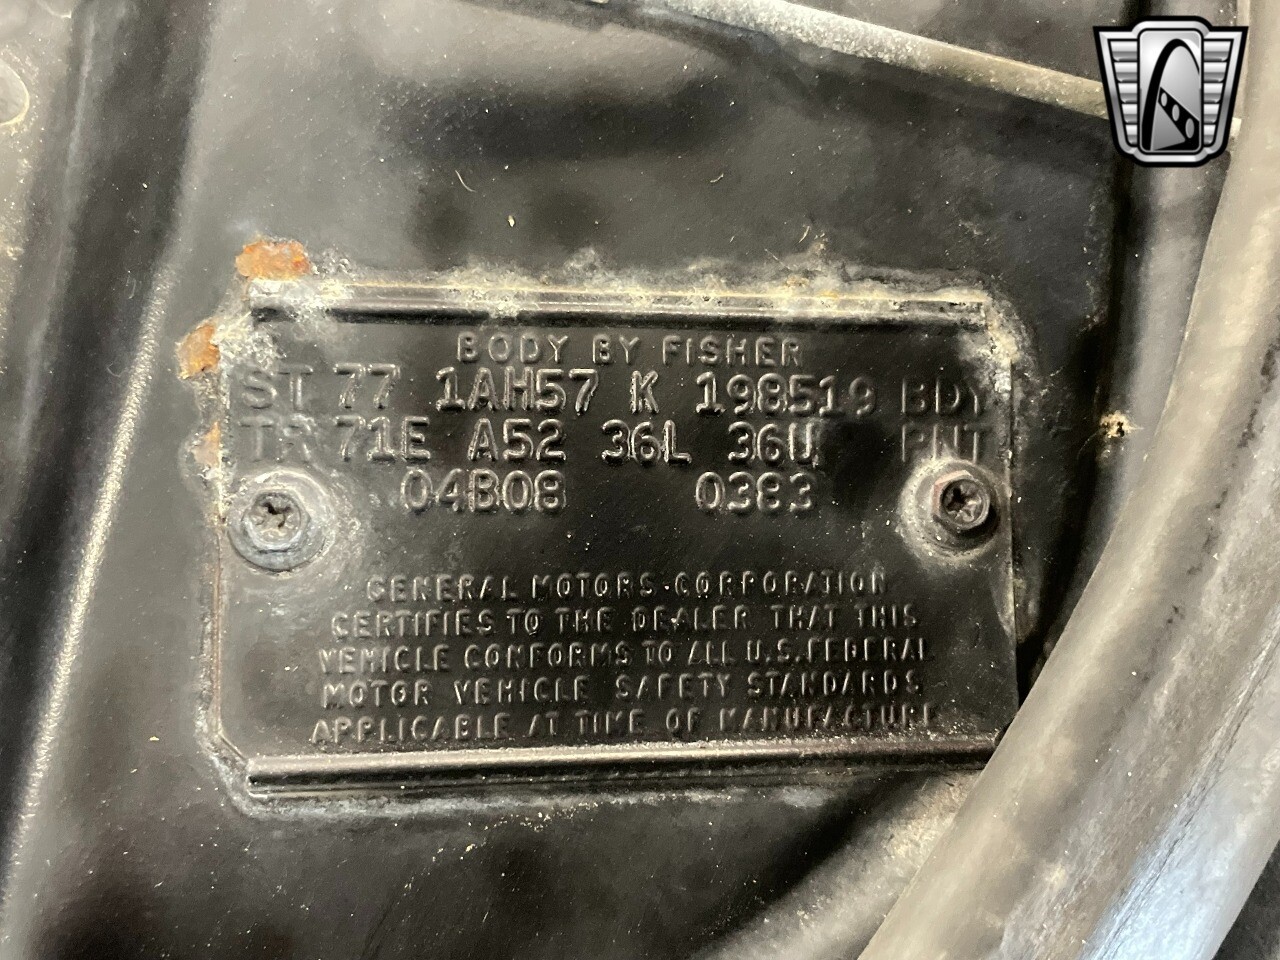 BODY BY FISHER
ST 77 1AH57 K 198519 BDY
TR 71E A52 36L 36U PNT
04B08 0383
GENERAL MOTORS CORPORATION
CERTIFIES TO THE DEALER THAT THIS
VEHICLE CONFORMS TO ALL U.S. FEDERAL
MOTOR VEHICLE SAFETY STANDARDS
APPLICABLE AT TIME OF MANUFACTURE